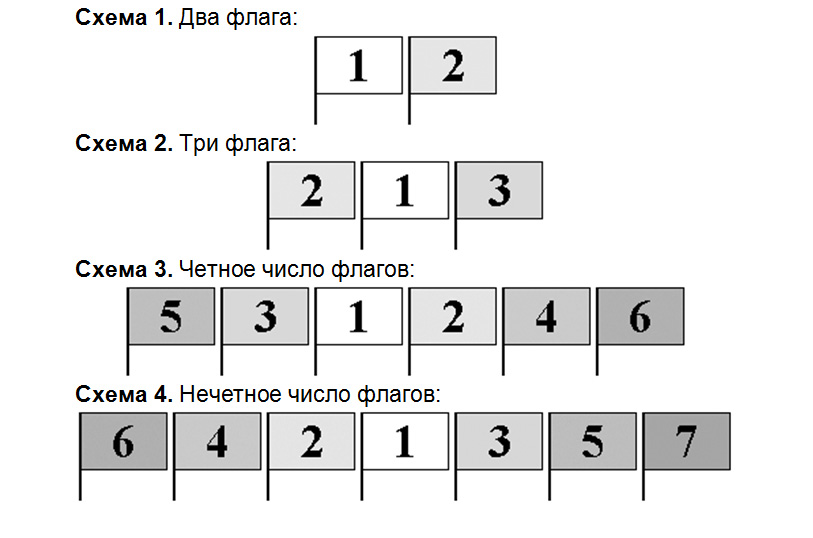 Схема 1. Два флага:
1 2
Схема 2. Три флага:
2 1 3
Схема 3. Четное число флагов:
5 3 1 2 4 6
Схема 4. Нечетное число флагов:
6 4 2 1 3 5 7